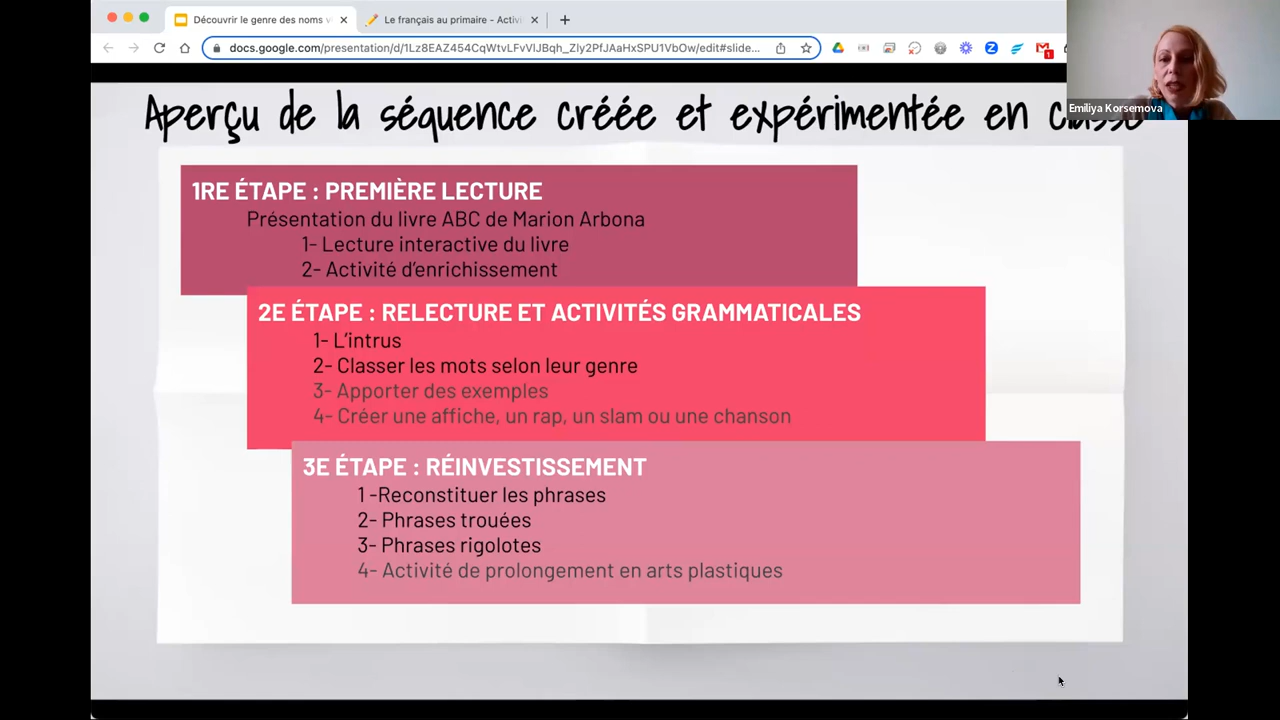 Découvrir le genre des noms
Le français au primaire - Activi
docs.google.com/presentation/d/1Lz8EAZ454CqWtvLFvVlJBqh_Zly2PfJAaHxSPU1VbOw/edit#slide...
Emiliya Korsemova
Aperçu de la séquence créée et expérimentée en classe
1RE ÉTAPE : PREMIÈRE LECTURE
Présentation du livre ABC de Marion Arbona
1- Lecture interactive du livre
2- Activité d'enrichissement
2E ÉTAPE : RELECTURE ET ACTIVITÉS GRAMMATICALES
1- L'intrus
2- Classer les mots selon leur genre
3- Apporter des exemples
4- Créer une affiche, un rap, un slam ou une chanson
3E ÉTAPE : RÉINVESTISSEMENT
1 -Reconstituer les phrases
2- Phrases trouées
3- Phrases rigolotes
4- Activité de prolongement en arts plastiques